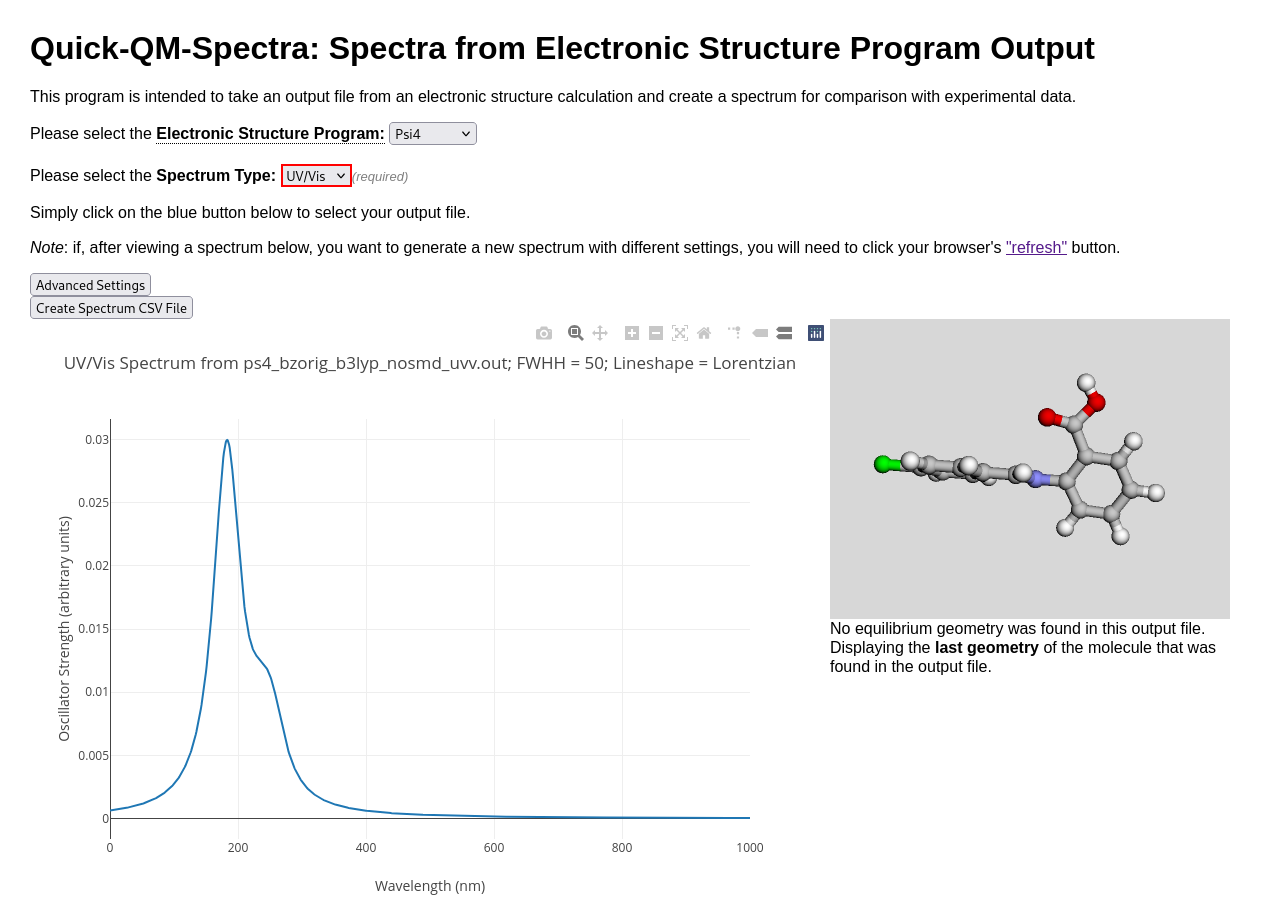 Quick-QM-Spectra: Spectra from Electronic Structure Program Output
This program is intended to take an output file from an electronic structure calculation and create a spectrum for comparison with experimental data.
Please select the Electronic Structure Program: Psi4
Please select the Spectrum Type: UV/Vis (required)
Simply click on the blue button below to select your output file.
Note: if, after viewing a spectrum below, you want to generate a new spectrum with different settings, you will need to click your browser's "refresh" button.
Advanced Settings
Create Spectrum CSV File
UV/Vis Spectrum from ps4_bzorig_b3lyp_nosmd_uvv.out; FWHH = 50; Lineshape = Lorentzian
Oscillator Strength (arbitrary units)
0.03
0.025
0.02
0.015
0.01
0.005
0
0 200 400 600 800 1000
Wavelength (nm)
No equilibrium geometry was found in this output file.
Displaying the last geometry of the molecule that was
found in the output file.